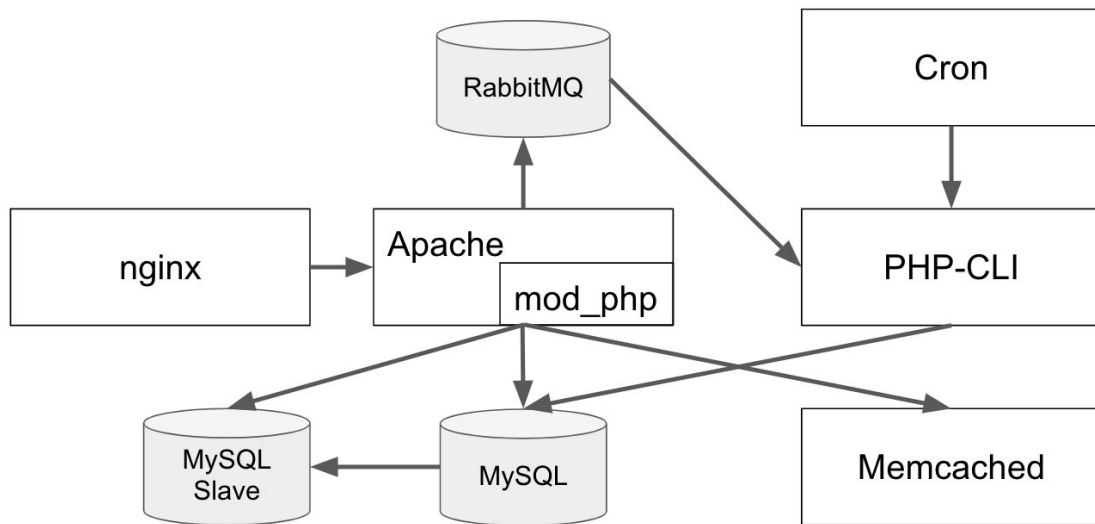 RabbitMQ
Cron
nginx
Apache
mod_php
PHP-CLI
MySQL
Slave
MySQL
Memcached